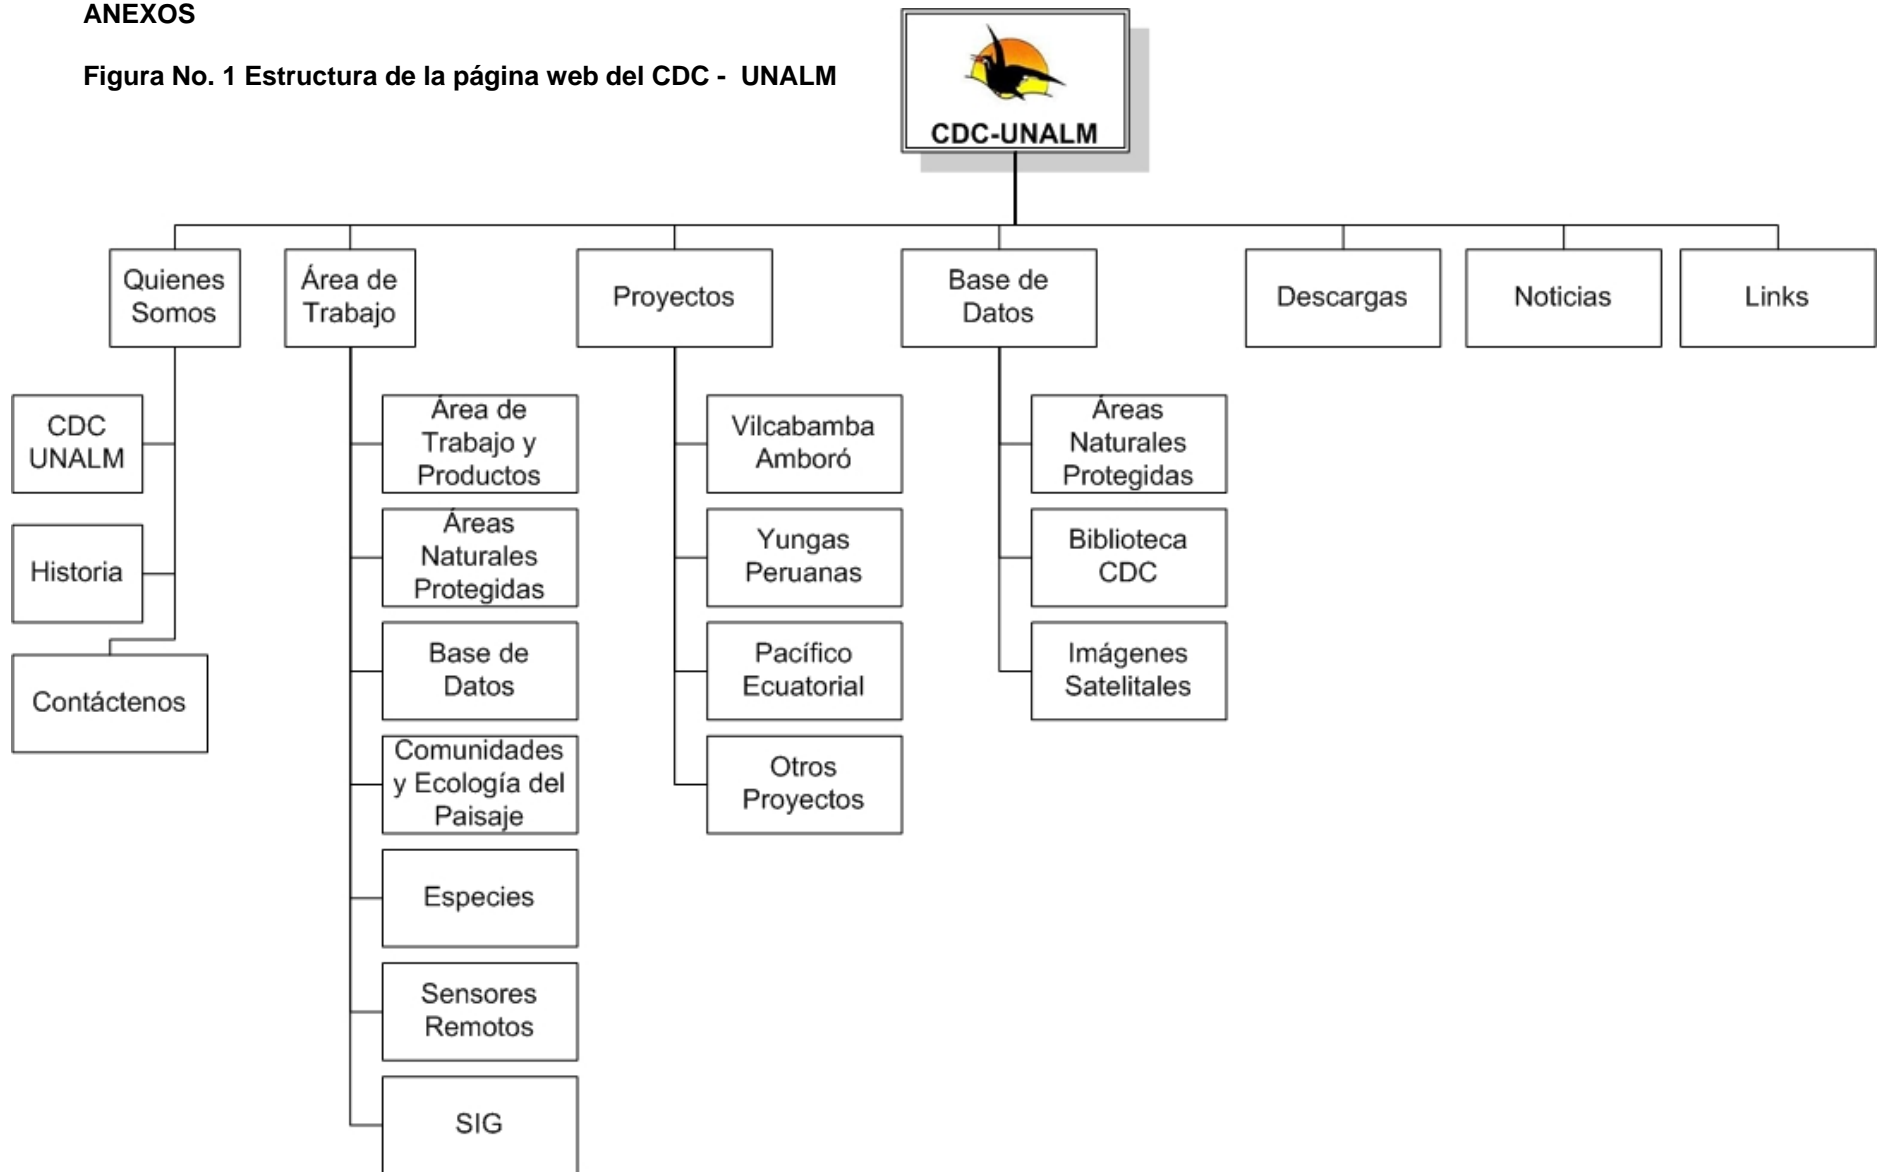 ANEXOS
Figura No. 1 Estructura de la página web del CDC - UNALM
CDC-UNALM
Quienes
Somos
Área de
Trabajo
Proyectos
Base de
Datos
Descargas
Noticias
Links
CDC
UNALM
Historia
Contáctenos
Área de
Trabajo y
Productos
Áreas
Naturales
Protegidas
Base de
Datos
Comunidades
y Ecología del
Paisaje
Especies
Sensores
Remotos
SIG
Vilcabamba
Amboró
Yungas
Peruanas
Pacífico
Ecuatorial
Otros
Proyectos
Áreas
Naturales
Protegidas
Biblioteca
CDC
Imágenes
Satelitales